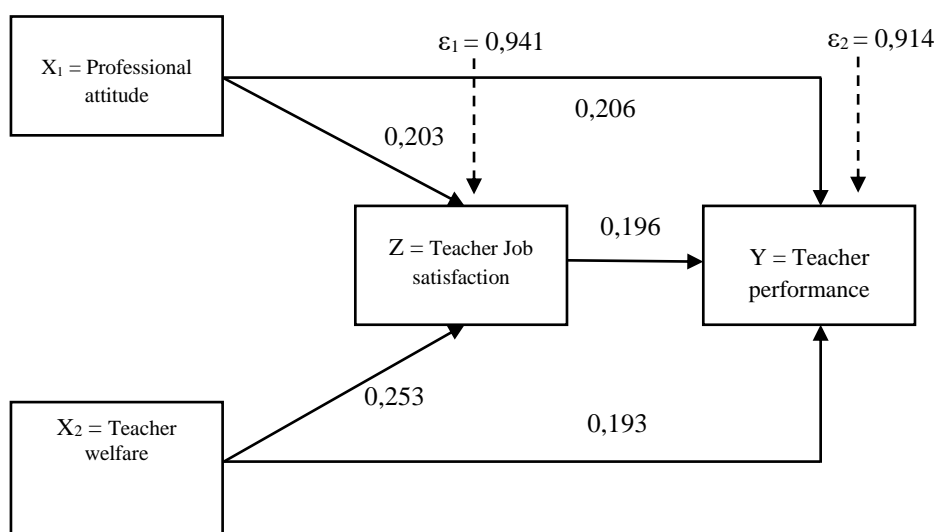 ε1 = 0,941
ε2 = 0,914
X1 = Professional
attitude
0,206
0,203
Z = Teacher Job
satisfaction
0,196
Y = Teacher
performance
0,253
X2 = Teacher
welfare
0,193